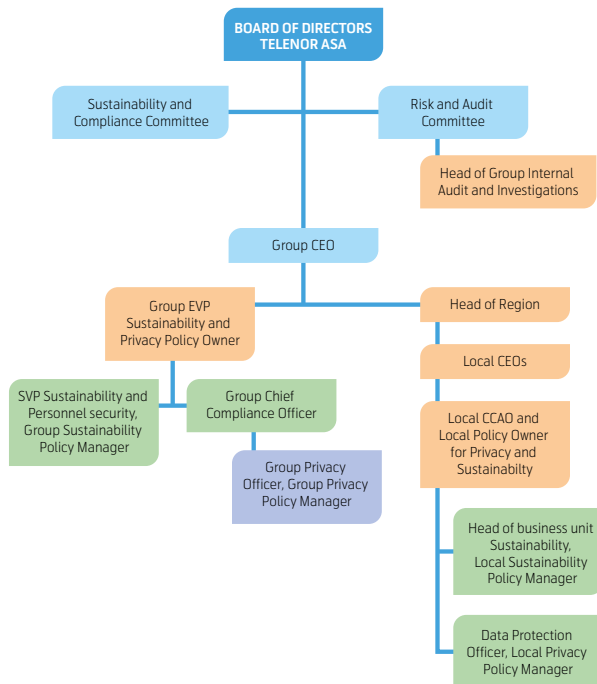 BOARD OF DIRECTORS
TELENOR ASA
Sustainability and
Compliance Committee
Risk and Audit
Committee
Head of Group Internal
Audit and Investigations
Group CEO
Group EVP
Sustainability and
Privacy Policy Owner
Head of Region
Local CEOs
SVP Sustainability and
Personnel security,
Group Sustainability
Policy Manager
Group Chief
Compliance Officer
Local CCAO and
Local Policy Owner
for Privacy and
Sustainabilty
Group Privacy
Officer, Group Privacy
Policy Manager
Head of business unit
Sustainability,
Local Sustainability
Policy Manager
Data Protection
Officer, Local Privacy
Policy Manager